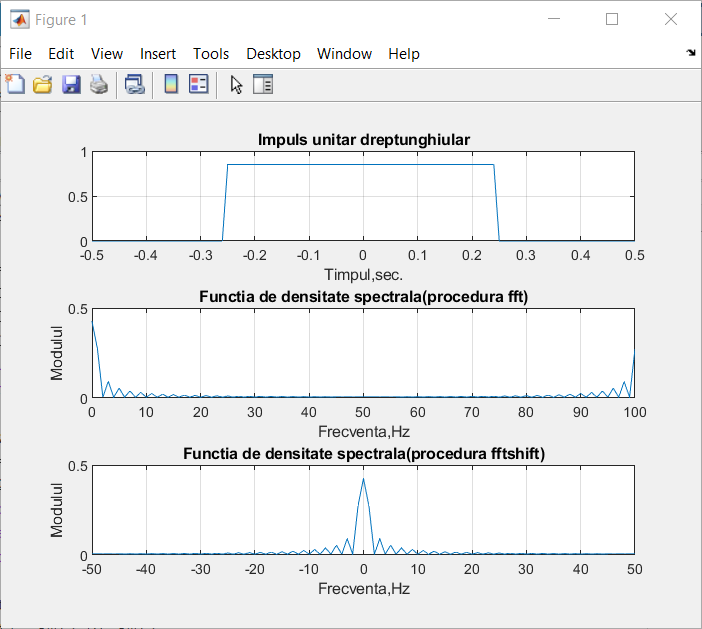 Figure 1
File Edit View Insert Tools Desktop Window Help
Impuls unitar dreptunghiular
1
0.5
0
-0.5 -0.4 -0.3 -0.2 -0.1 0 0.1 0.2 0.3 0.4 0.5
Timpul,sec.
Functia de densitate spectrala(procedura fft)
0.5
Modulul
0
0 10 20 30 40 50 60 70 80 90 100
Frecventa,Hz
Functia de densitate spectrala(procedura fftshift)
0.5
Modulul
0
-50 -40 -30 -20 -10 0 10 20 30 40 50
Frecventa,Hz